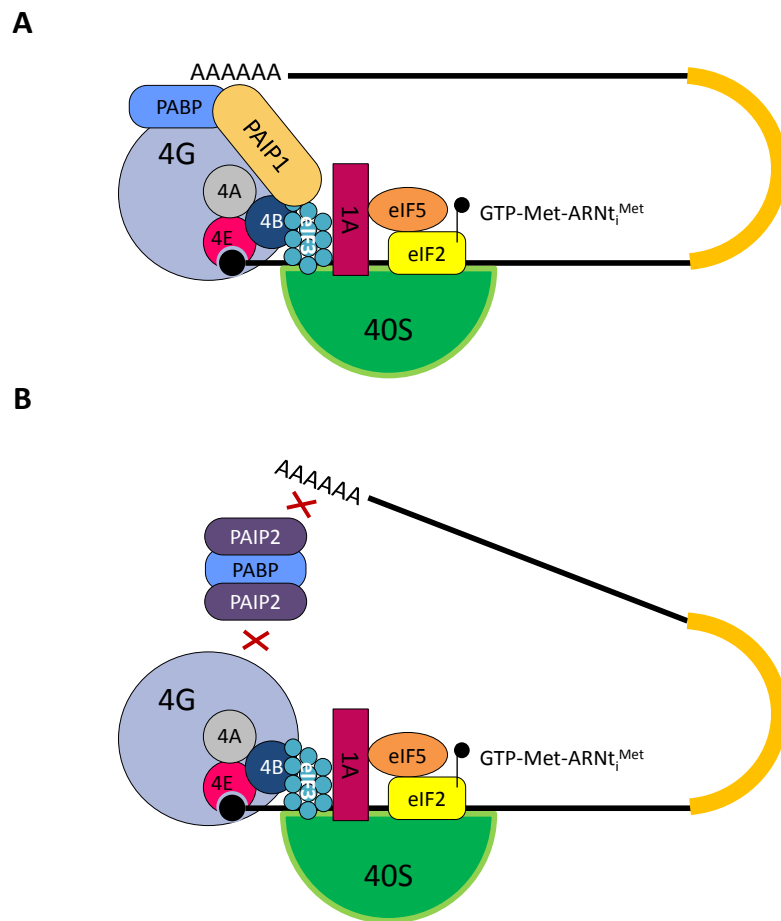 A
AAAAAA
PABP
4G
PAIP1
4A
4B
4E
eIF3
1A
eIF5
eIF2
GTP-Met-ARNtᵢᴹᵉᵗ
40S
B
AAAAAA
PAIP2
PABP
PAIP2
4G
4A
4B
4E
eIF3
1A
eIF5
eIF2
GTP-Met-ARNtᵢᴹᵉᵗ
40S